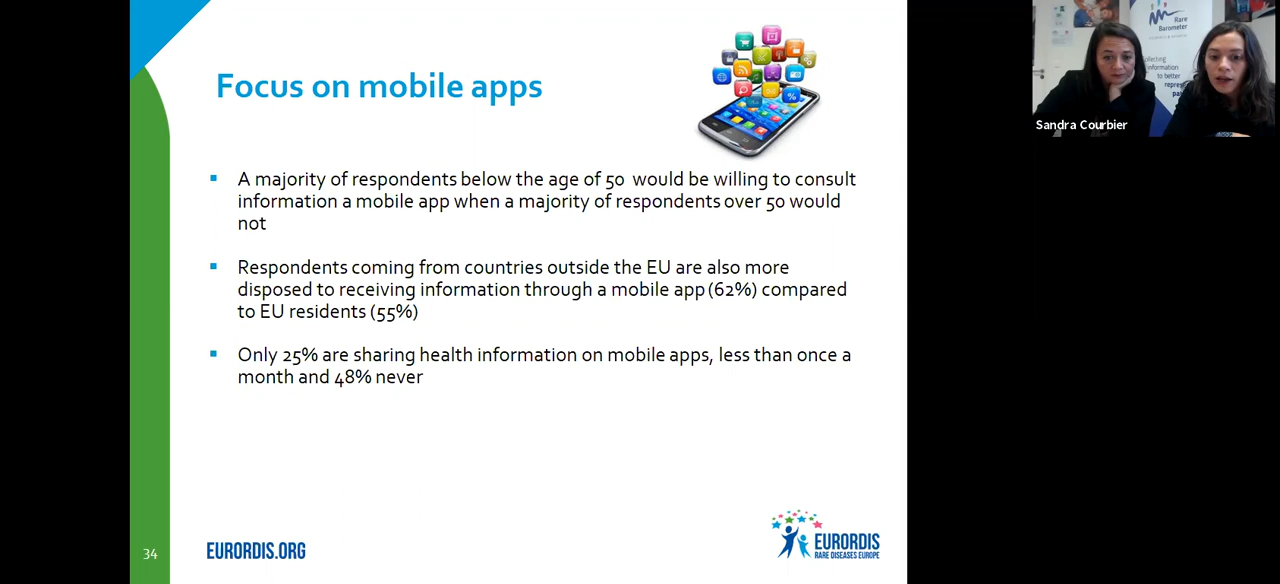 Focus on mobile apps
A majority of respondents below the age of 50 would be willing to consult
information a mobile app when a majority of respondents over 50 would
not
Respondents coming from countries outside the EU are also more
disposed to receiving information through a mobile app (62%) compared
to EU residents (55%)
Only 25% are sharing health information on mobile apps, less than once a
month and 48% never
34
EURORDIS.ORG
EURORDIS
RARE DISEASES EUROPE
Rare
Barometer
information
to better
Sandra Courbier